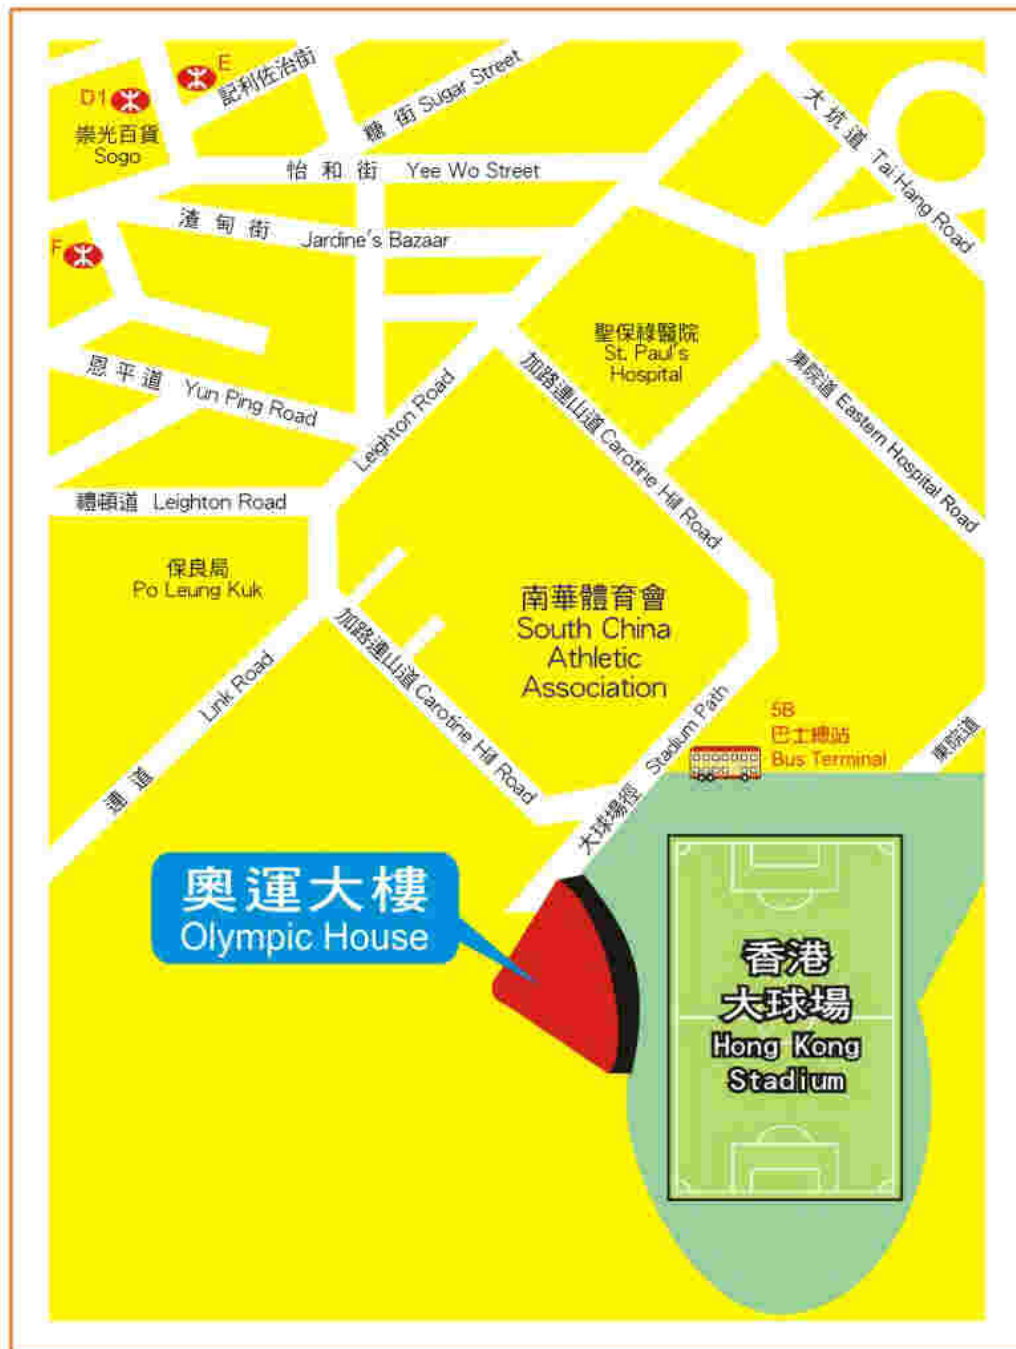 E
D1
記利佐治街
糖街 Sugar Street
崇光百貨
Sogo
大坑道 Tai Hang Road
怡和街 Yee Wo Street
渣甸街 Jardine's Bazaar
F
聖保祿醫院
St. Paul's
Hospital
恩平道 Yun Ping Road
Leighton Road
加路連山道 Carotine Hill Road
東院道 Eastern Hospital Road
禮頓道 Leighton Road
保良局
Po Leung Kuk
南華體育會
South China
Athletic
Association
加路連山道 Carotine Hill Road
連道 Link Road
大球場徑 Stadium Path
5B
巴士總站
Bus Terminal
東院道
奧運大樓
Olympic House
香港
大球場
Hong Kong
Stadium